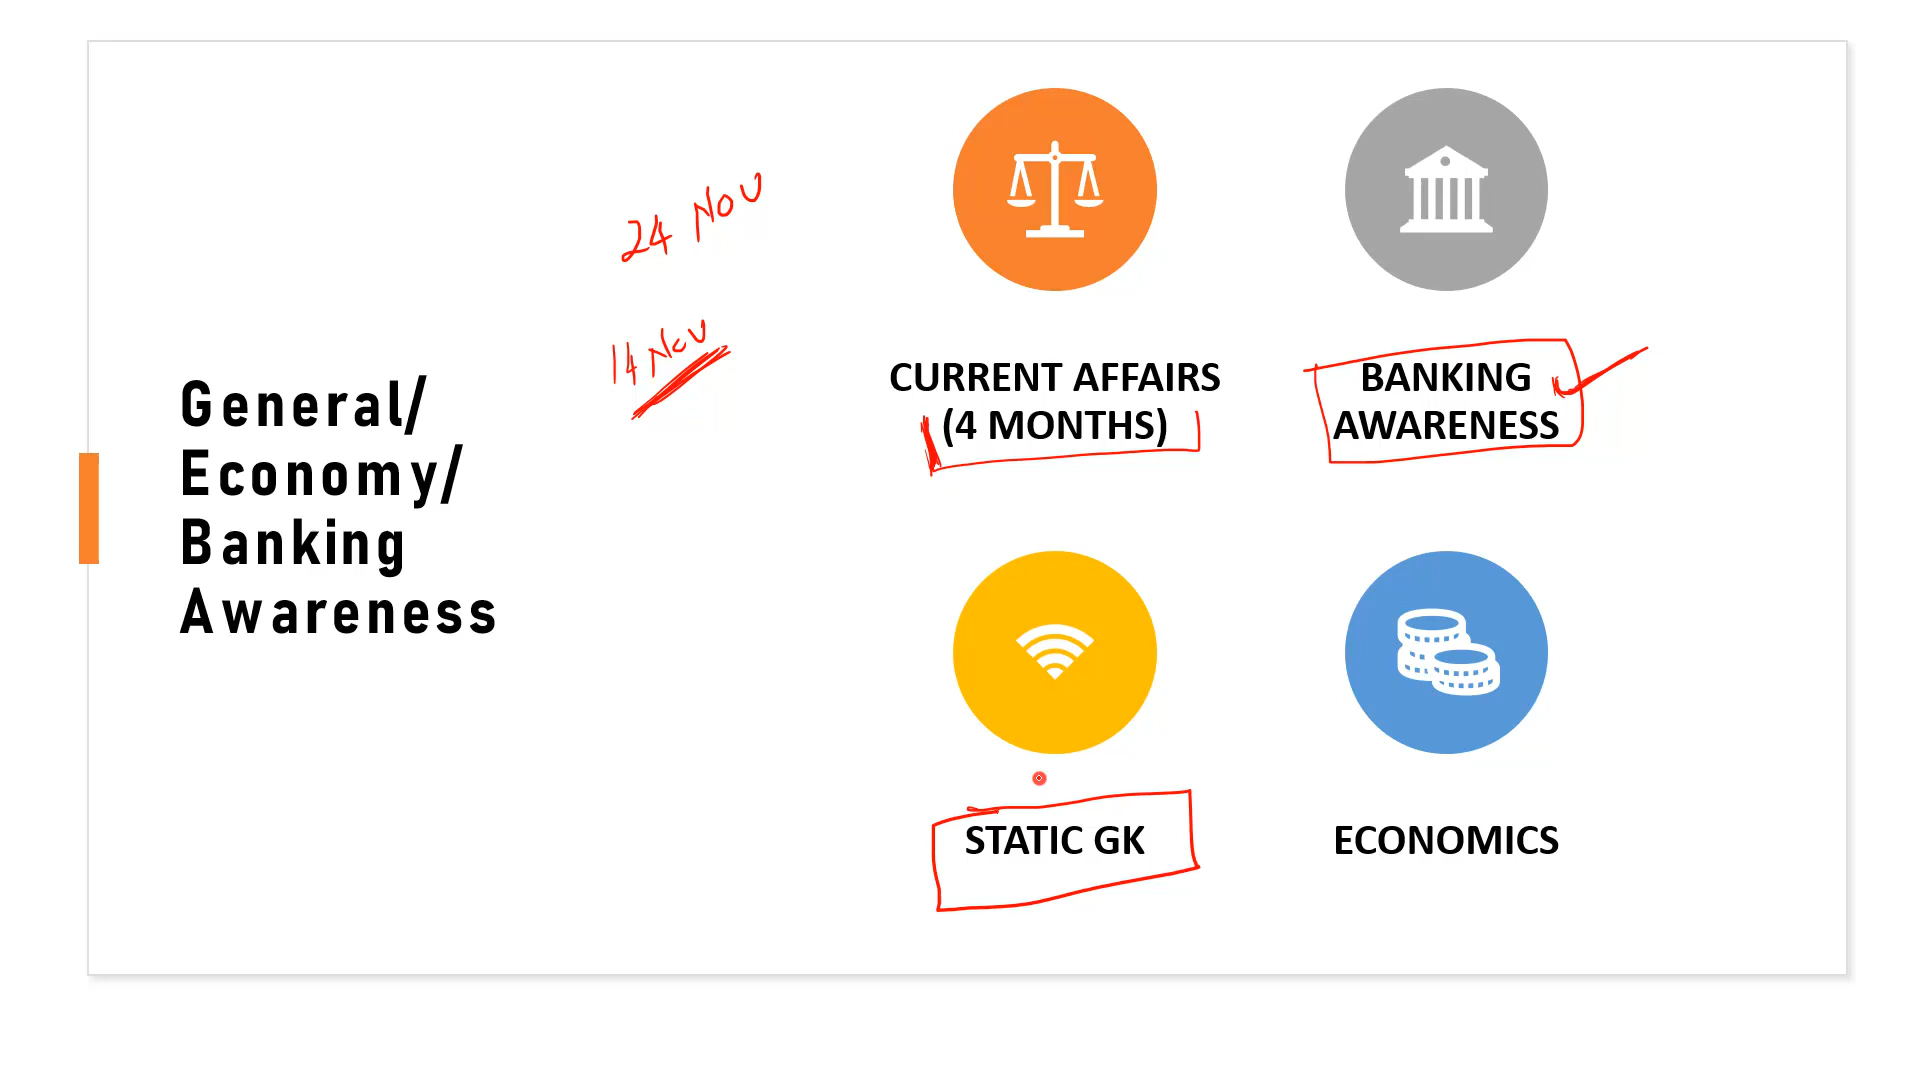 General/
Economy/
Banking
Awareness
24 Nov
14 Nov
CURRENT AFFAIRS
(4 MONTHS)
BANKING
AWARENESS
STATIC GK
ECONOMICS